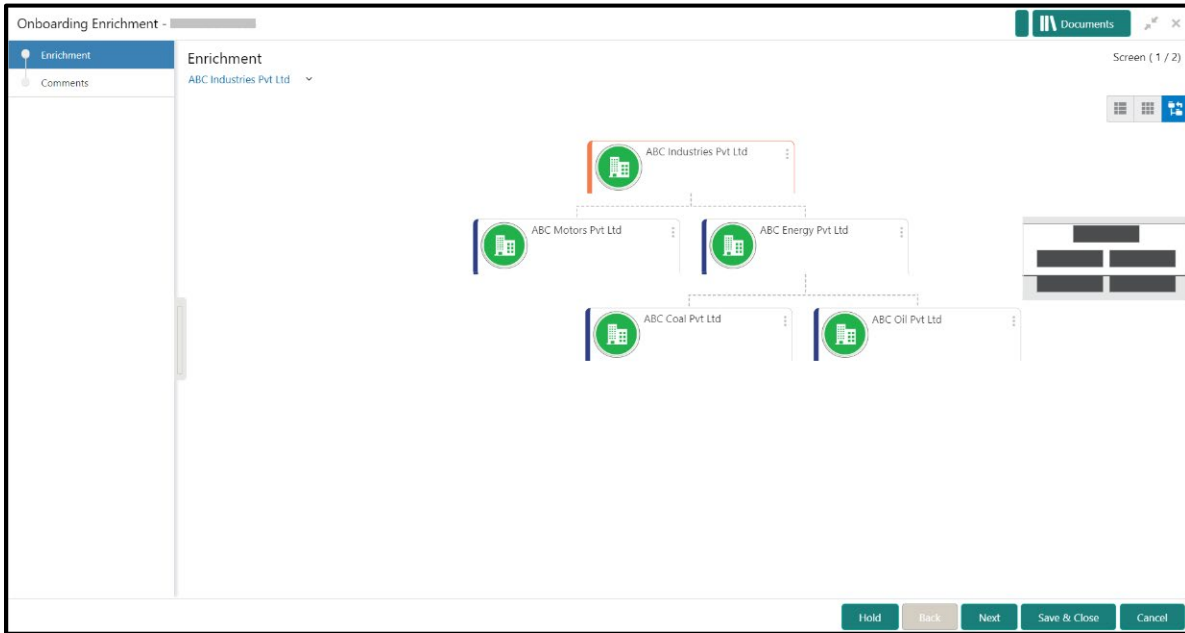 Onboarding Enrichment -
Documents
Enrichment
Comments
Enrichment
Screen ( 1 / 2)
ABC Industries Pvt Ltd
ABC Industries Pvt Ltd
ABC Motors Pvt Ltd
ABC Energy Pvt Ltd
ABC Coal Pvt Ltd
ABC Oil Pvt Ltd
Hold
Back
Next
Save & Close
Cancel